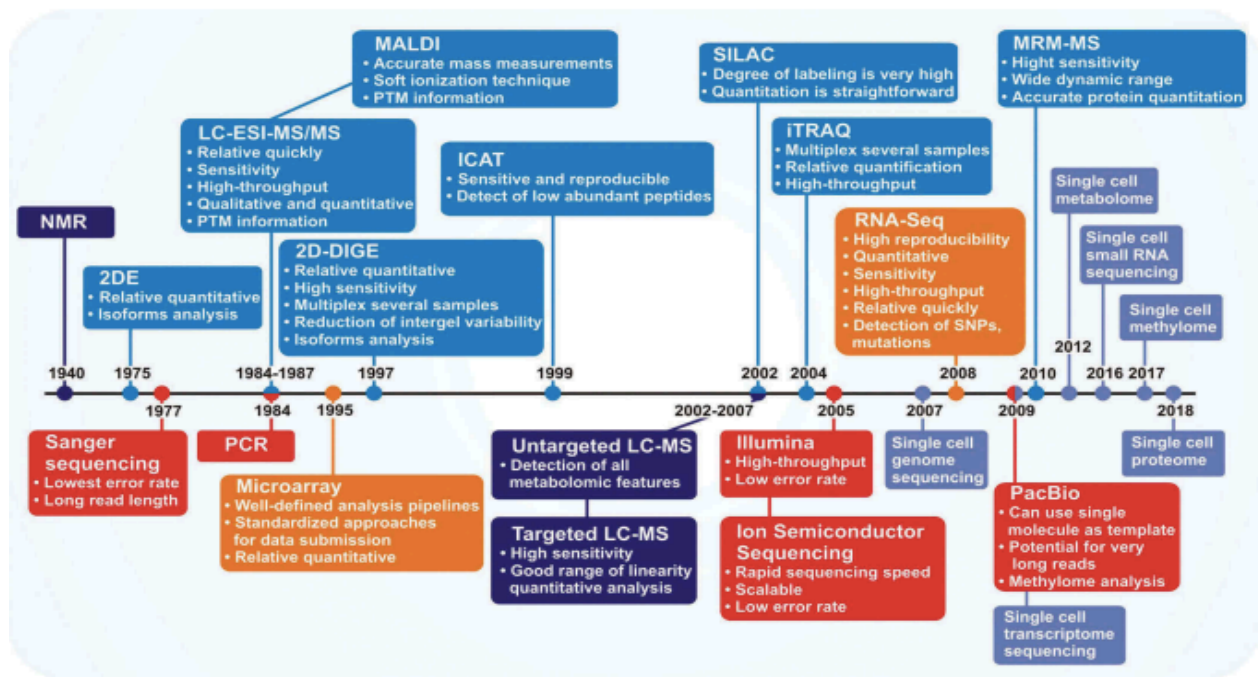 MALDI
• Accurate mass measurements
• Soft ionization technique
• PTM information
SILAC
• Degree of labeling is very high
• Quantitation is straightforward
MRM-MS
• Hight sensitivity
• Wide dynamic range
• Accurate protein quantitation
LC-ESI-MS/MS
• Relative quickly
• Sensitivity
• High-throughput
• Qualitative and quantitative
• PTM information
ICAT
• Sensitive and reproducible
• Detect of low abundant peptides
iTRAQ
• Multiplex several samples
• Relative quantification
• High-throughput
Single cell
metabolome
NMR
2DE
• Relative quantitative
• Isoforms analysis
2D-DIGE
• Relative quantitative
• High sensitivity
• Multiplex several samples
• Reduction of intergel variability
• Isoforms analysis
RNA-Seq
• High reproducibility
• Quantitative
• Sensitivity
• High-throughput
• Relative quickly
• Detection of SNPs,
mutations
Single cell
small RNA
sequencing
Single cell
methylome
1940
1975
1984-1987
1997
1999
2002
2004
2008
2010
2012
2016
2017
1977
1984
1995
2002-2007
2005
2007
2009
2018
Sanger
sequencing
• Lowest error rate
• Long read length
PCR
Microarray
• Well-defined analysis pipelines
• Standardized approaches
for data submission
• Relative quantitative
Untargeted LC-MS
• Detection of all
metabolomic features
Targeted LC-MS
• High sensitivity
• Good range of linearity
quantitative analysis
Illumina
• High-throughput
• Low error rate
Ion Semiconductor
Sequencing
• Rapid sequencing speed
• Scalable
• Low error rate
Single cell
genome
sequencing
PacBio
• Can use single
molecule as template
• Potential for very
long reads
• Methylome analysis
Single cell
transcriptome
sequencing
Single cell
proteome